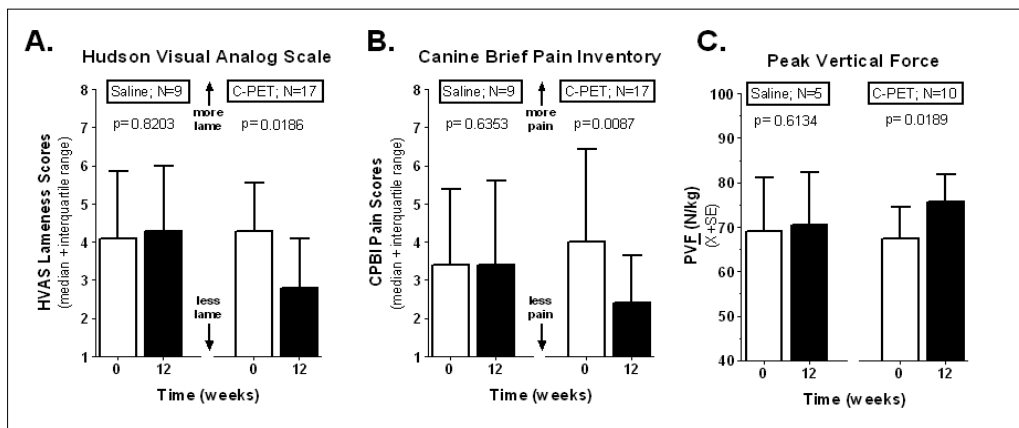 A.
Hudson Visual Analog Scale
Saline; N=9
C-PET; N=17
more
lame
p=0.8203
p=0.0186
8
7
6
5
4
3
2
1
HVAS Lameness Scores
(median + interquartile range)
less
lame
0
12
0
12
Time (weeks)
B.
Canine Brief Pain Inventory
Saline; N=9
C-PET; N=17
more
pain
p=0.6353
p=0.0087
8
7
6
5
4
3
2
1
CPBI Pain Scores
(median + interquartile range)
less
pain
0
12
0
12
Time (weeks)
C.
Peak Vertical Force
Saline; N=5
C-PET; N=10
p=0.6134
p=0.0189
100
90
80
70
60
50
40
PVF (N/kg)
(X+SE)
0
12
0
12
Time (weeks)